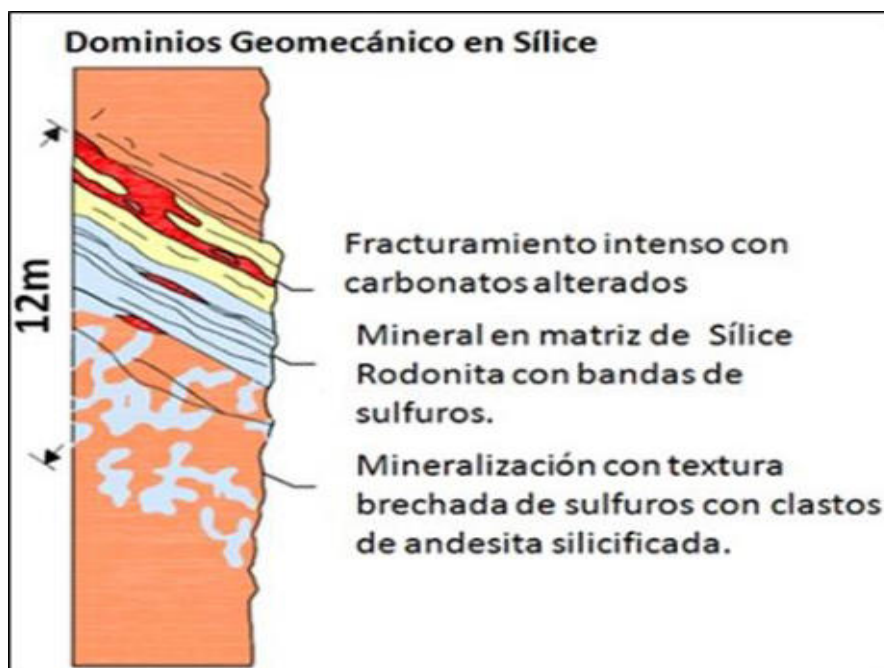 Dominios Geomecánico en Sílice
12m
Fracturamiento intenso con
carbonatos alterados
Mineral en matriz de Sílice
Rodonita con bandas de
sulfuros.
Mineralización con textura
brechada de sulfuros con clastos
de andesita silicificada.